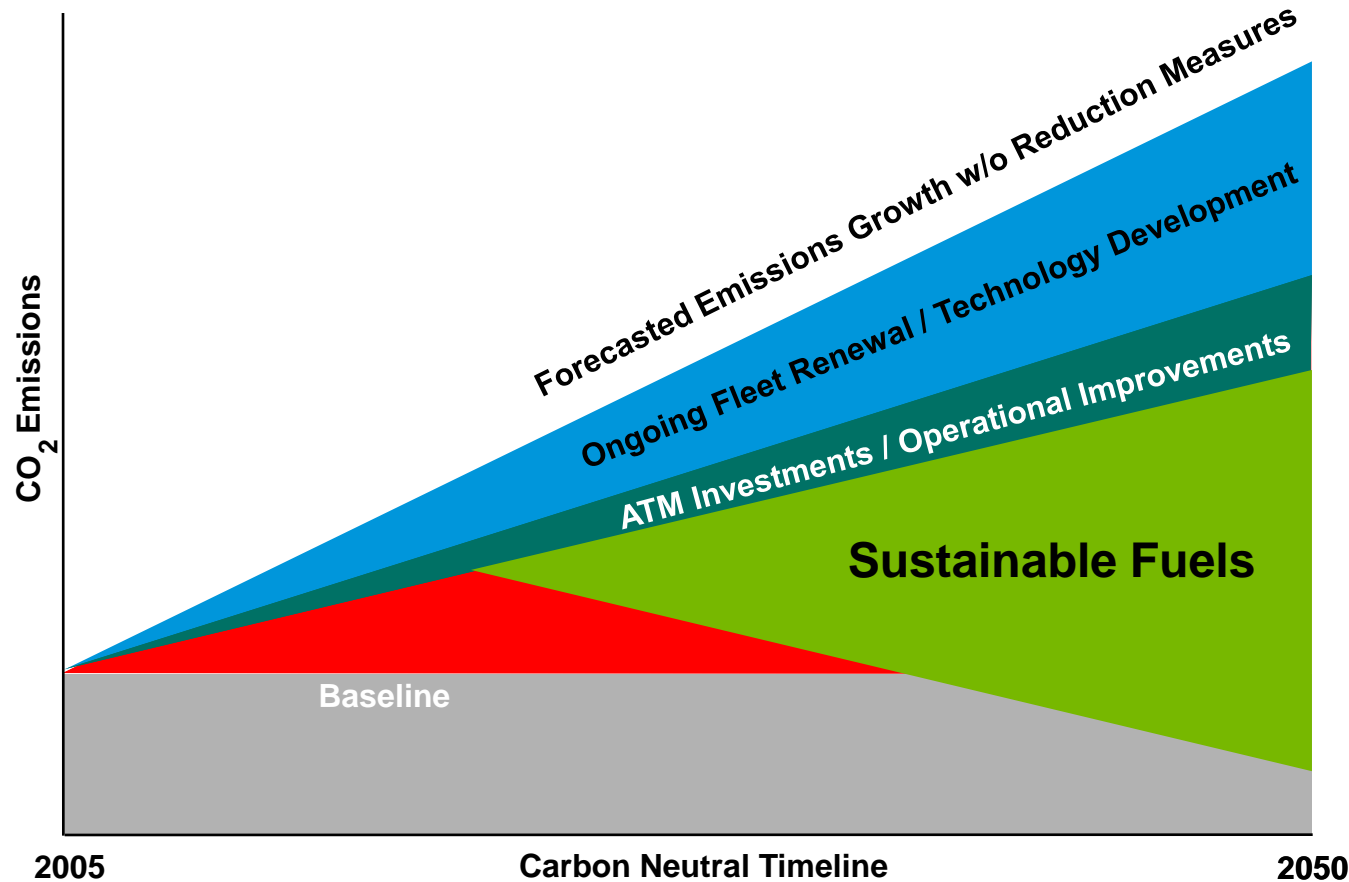 Forecasted Emissions Growth w/o Reduction Measures
Ongoing Fleet Renewal / Technology Development
ATM Investments / Operational Improvements
Sustainable Fuels
Baseline
CO2 Emissions
2005
Carbon Neutral Timeline
2050